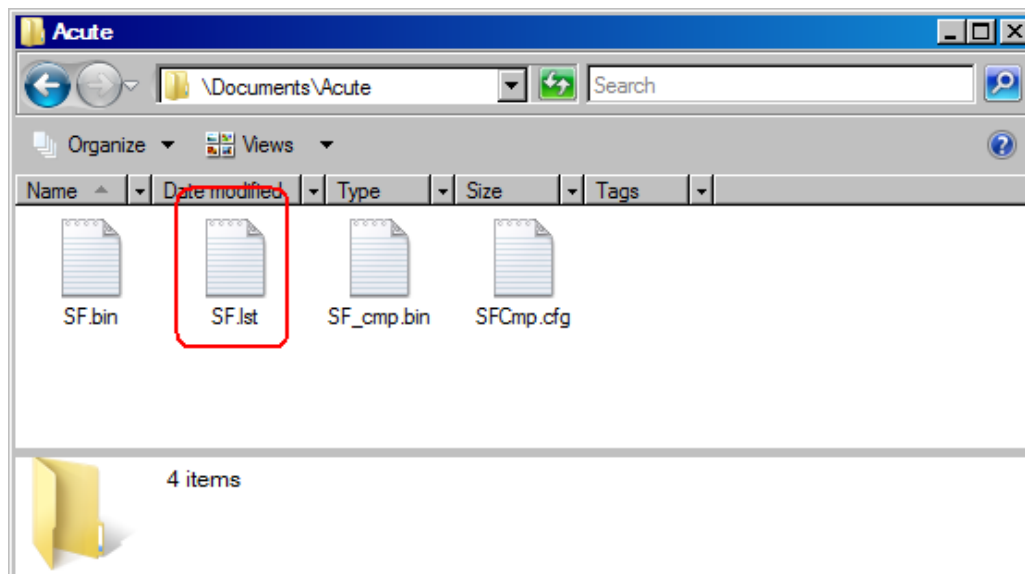 Acute
\Documents\Acute Search
Organize Views
Name Date modified Type Size Tags
SF.bin SF.lst SF_cmp.bin SFCmp.cfg
4 items